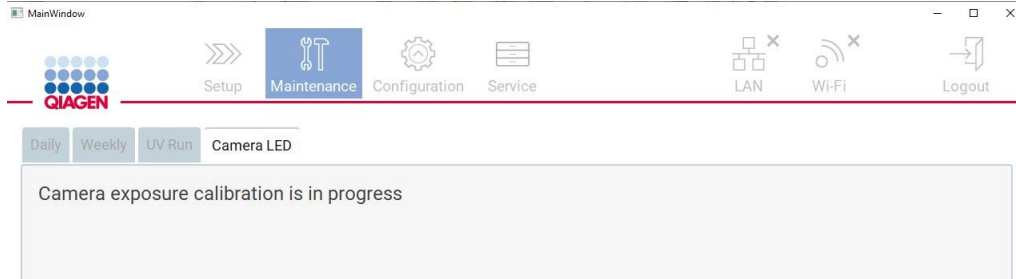 MainWindow
Setup Maintenance Configuration Service LAN Wi-Fi Logout
QIAGEN
Daily Weekly UV Run Camera LED
Camera exposure calibration is in progress